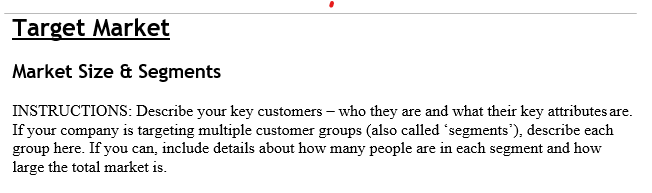 Target Market
Market Size & Segments
INSTRUCTIONS: Describe your key customers – who they are and what their key attributes are.
If your company is targeting multiple customer groups (also called ‘segments’), describe each
group here. If you can, include details about how many people are in each segment and how
large the total market is.